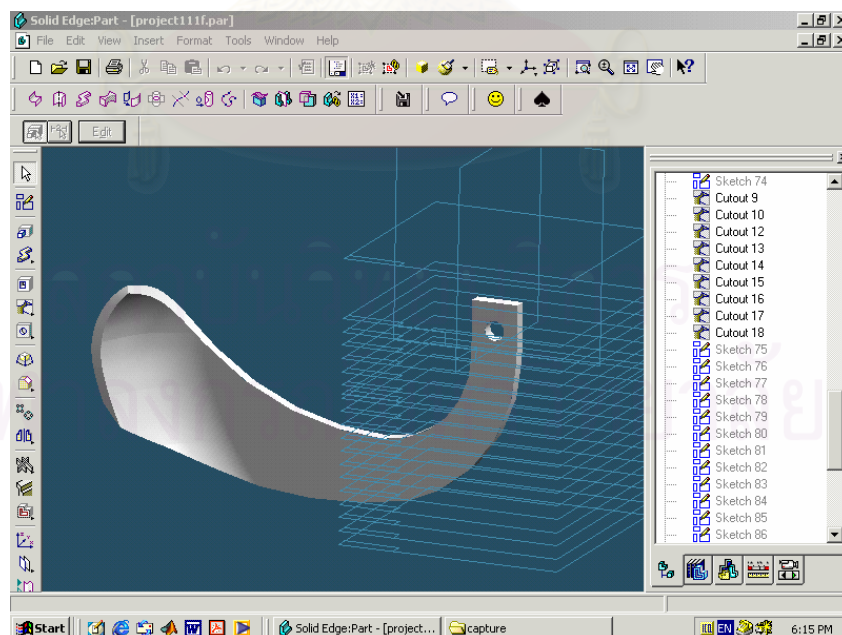 Solid Edge:Part - [project111f.par]
File Edit View Insert Format Tools Window Help
Edit
Sketch 74
Cutout 9
Cutout 10
Cutout 12
Cutout 13
Cutout 14
Cutout 15
Cutout 16
Cutout 17
Cutout 18
Sketch 75
Sketch 76
Sketch 77
Sketch 78
Sketch 79
Sketch 80
Sketch 81
Sketch 82
Sketch 83
Sketch 84
Sketch 85
Sketch 86
Start
Solid Edge:Part - [project...
capture
EN
6:15 PM